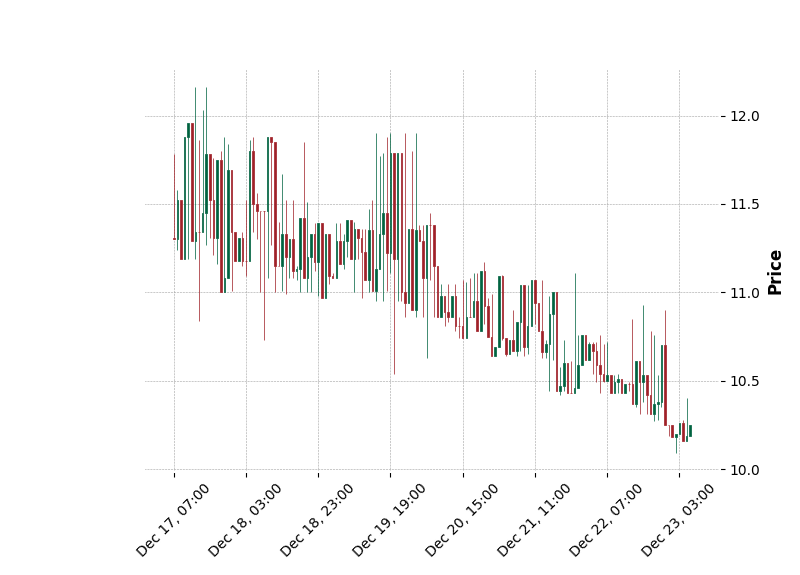 12.0
11.5
11.0
10.5
10.0
Price
Dec 17, 07:00
Dec 18, 03:00
Dec 18, 23:00
Dec 19, 19:00
Dec 20, 15:00
Dec 21, 11:00
Dec 22, 07:00
Dec 23, 03:00